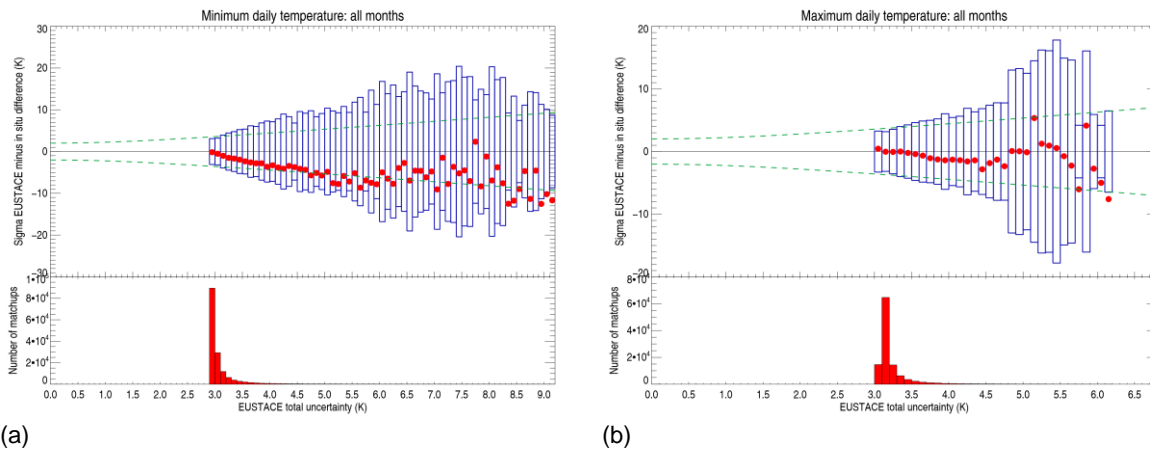 Minimum daily temperature: all months
Sigma EUSTACE minus in situ difference (K)
30
20
10
0
-10
-20
-30
Number of matchups
8•10⁴
6•10⁴
4•10⁴
2•10⁴
0
0.0 0.5 1.0 1.5 2.0 2.5 3.0 3.5 4.0 4.5 5.0 5.5 6.0 6.5 7.0 7.5 8.0 8.5 9.0
EUSTACE total uncertainty (K)
(a)
Maximum daily temperature: all months
Sigma EUSTACE minus in situ difference (K)
20
10
0
-10
Number of matchups
8•10⁴
6•10⁴
4•10⁴
2•10⁴
0
0.0 0.5 1.0 1.5 2.0 2.5 3.0 3.5 4.0 4.5 5.0 5.5 6.0 6.5
EUSTACE total uncertainty (K)
(b)